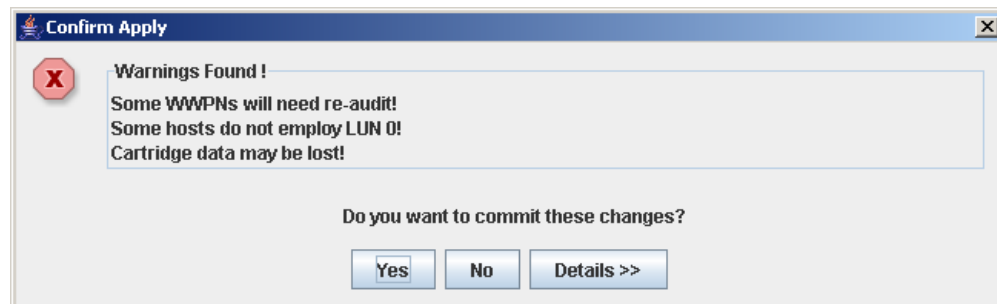 Confirm Apply
Warnings Found !
Some WWPNs will need re-audit!
Some hosts do not employ LUN 0!
Cartridge data may be lost!
Do you want to commit these changes?
Yes No Details >>